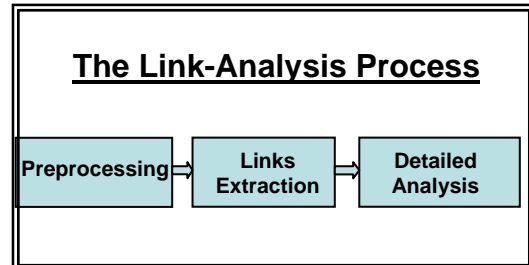 The Link-Analysis Process
Preprocessing
Links
Extraction
Detailed
Analysis